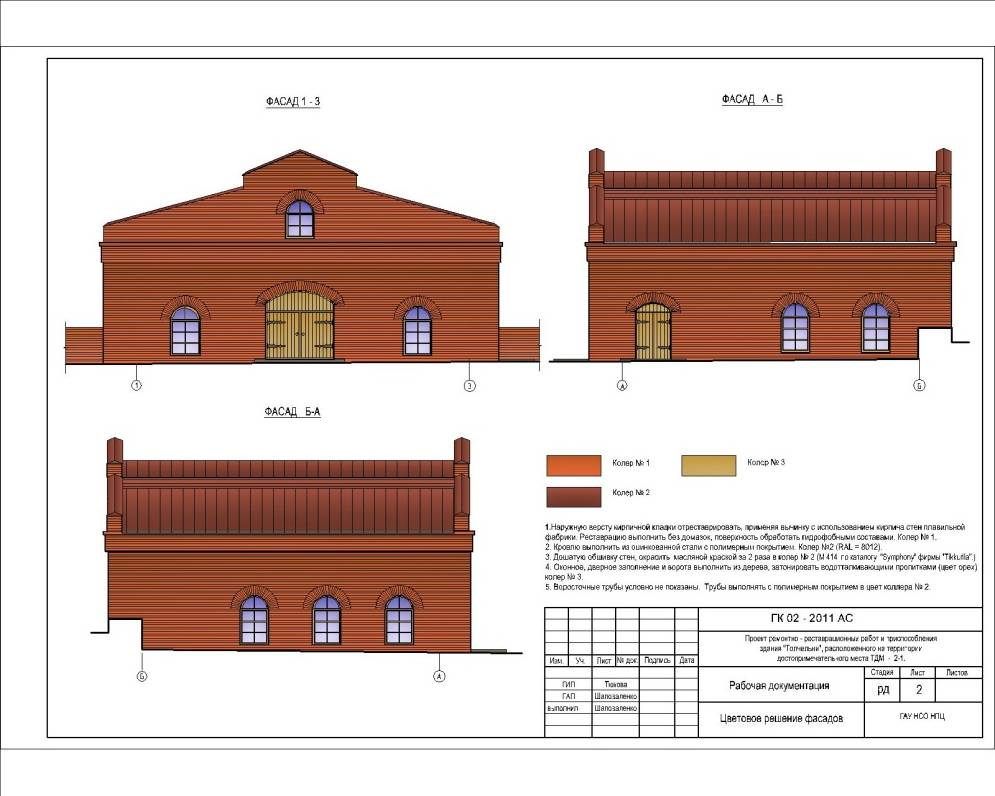 ФАСАД 1 - 3
ФАСАД А - Б
1
3
А
Б
ФАСАД Б-А
Колер № 1
Колер № 3
Колер № 2
1.Наружную версту кирпичной кладки отреставрировать, применяя вычинку с использованием кирпича стен плавильной
фабрики. Реставрацию выполнить без домазок, поверхность обработать гидрофобными составами. Колер № 1.
2. Кровлю выполнить из оцинкованной стали с полимерным покрытием. Колер №2 (RAL = 8012).
3. Дощатую обшивку стен, окрасить масляной краской за 2 раза в колер № 2 (М 414 по каталогу "Symphony" фирмы "Tikkurila".)
4. Оконное, дверное заполнение и ворота выполнить из дерева, затонировать водотталкивающими пропитками (цвет орех)
колер № 3.
5. Водосточные трубы условно не показаны. Трубы выполнять с полимерным покрытием в цвет коллера № 2.
Б
А
ГК 02 - 2011 АС
Проект ремонтно - реставрационных работ и приспособления
здания "Толчельни", расположенного на территории
достопримечательного места ТДМ - 2-1.
Изм. Уч. Лист № док. Подпись Дата
Стадия Лист Листов
ГИП Тюкова
Рабочая документация
рд 2
ГАП Шаповаленко
выполнил Шаповаленко
Цветовое решение фасадов
ГАУ НСО НПЦ